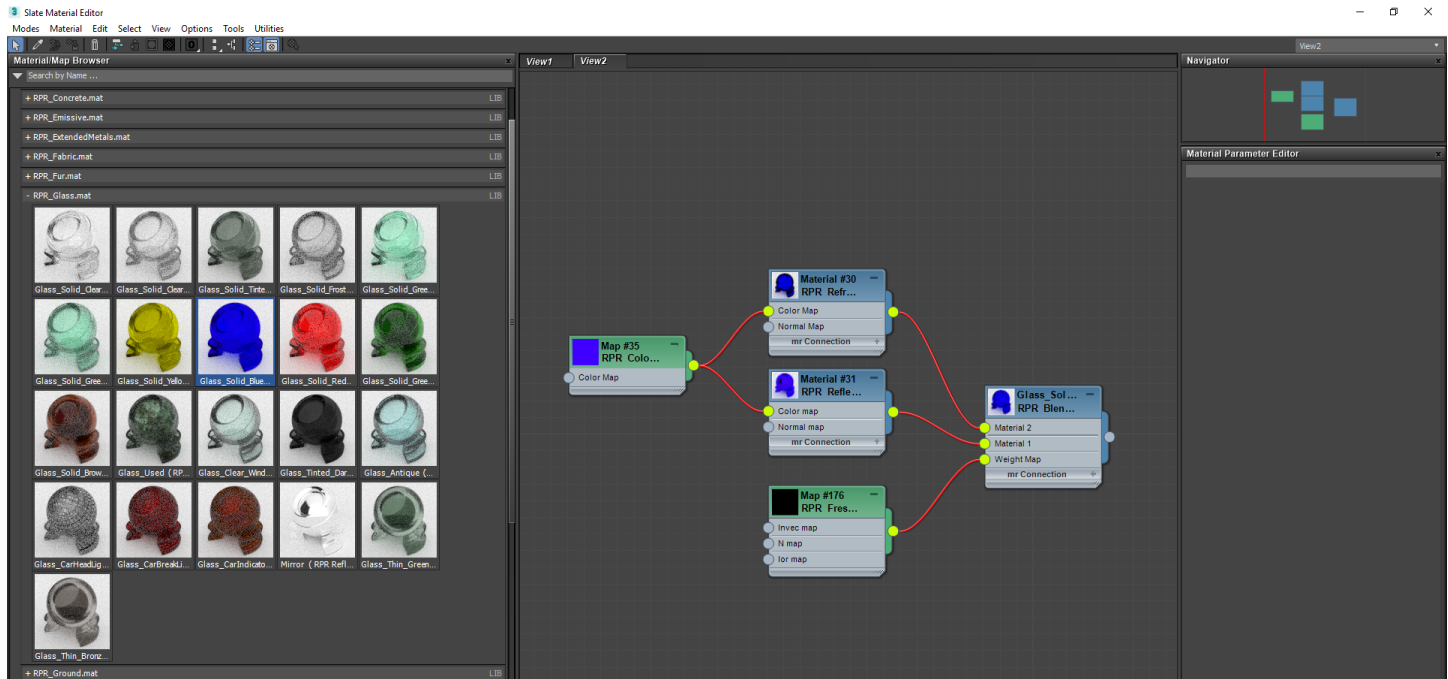 Slate Material Editor
Modes Material Edit Select View Options Tools Utilities
View2
Material/Map Browser
Search by Name ...
+ RPR_Concrete.mat LIB
+ RPR_Emissive.mat LIB
+ RPR_ExtendedMetals.mat LIB
+ RPR_Fabric.mat LIB
+ RPR_Fur.mat LIB
- RPR_Glass.mat LIB
Glass_Solid_Clear... Glass_Solid_Clear... Glass_Solid_Tinte... Glass_Solid_Frost... Glass_Solid_Gree...
Glass_Solid_Gree... Glass_Solid_Yello... Glass_Solid_Blue... Glass_Solid_Red... Glass_Solid_Gree...
Glass_Solid_Brow... Glass_Used ( RP... Glass_Clear_Wind... Glass_Tinted_Dar... Glass_Antique (...
Glass_CarHeadLig... Glass_CarBreakLi... Glass_CarIndicato... Mirror ( RPR Refl... Glass_Thin_Green...
Glass_Thin_Bronz...
+ RPR_Ground.mat LIB
View1 View2
Map #35
RPR Colo...
Color Map
Material #30
RPR Refr...
Color Map
Normal Map
mr Connection +
Material #31
RPR Refle...
Color map
Normal map
mr Connection +
Map #176
RPR Fres...
Invec map
N map
Ior map
Glass_Sol...
RPR Blen...
Material 2
Material 1
Weight Map
mr Connection +
Navigator
Material Parameter Editor